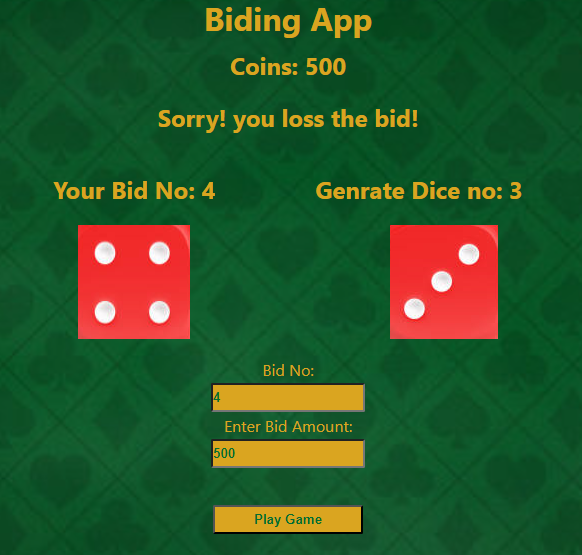 Biding App
Coins: 500
Sorry! you loss the bid!
Your Bid No: 4
Genrate Dice no: 3
Bid No:
4
Enter Bid Amount:
500
Play Game